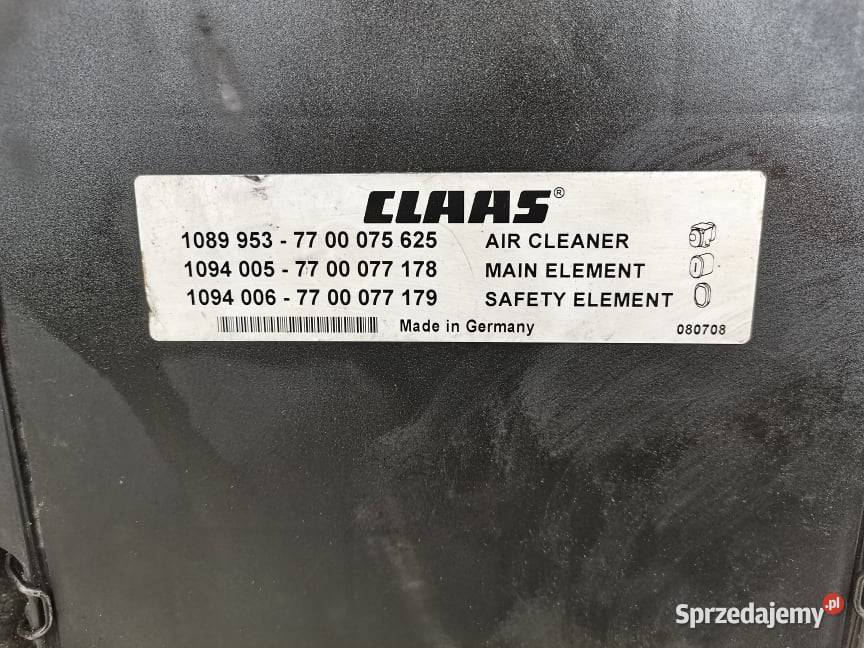 CLAAS®
1089 953 - 77 00 075 625 AIR CLEANER
1094 005 - 77 00 077 178 MAIN ELEMENT
1094 006 - 77 00 077 179 SAFETY ELEMENT
Made in Germany 080708
Sprzedajemy.pl